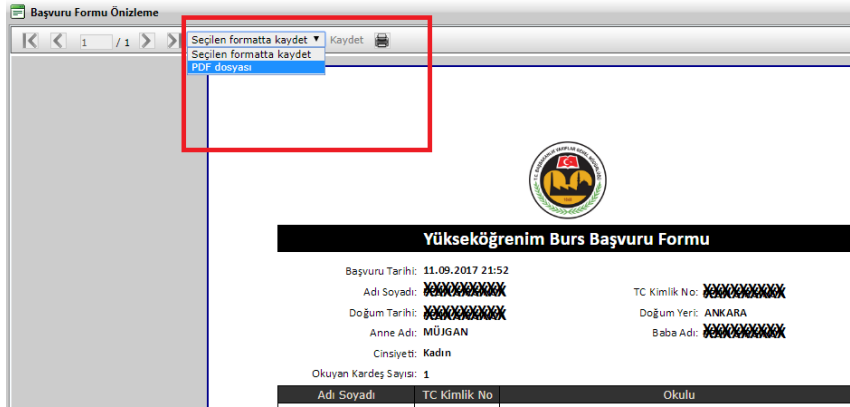 Başvuru Formu Önizleme
1 / 1 Seçilen formatta kaydet Kaydet
Seçilen formatta kaydet
PDF dosyası
Yükseköğrenim Burs Başvuru Formu
Başvuru Tarihi: 11.09.2017 21:52
Adı Soyadı: TC Kimlik No:
Doğum Tarihi: Doğum Yeri: ANKARA
Anne Adı: MÜJGAN Baba Adı:
Cinsiyeti: Kadın
Okuyan Kardeş Sayısı: 1
Adı Soyadı TC Kimlik No Okulu